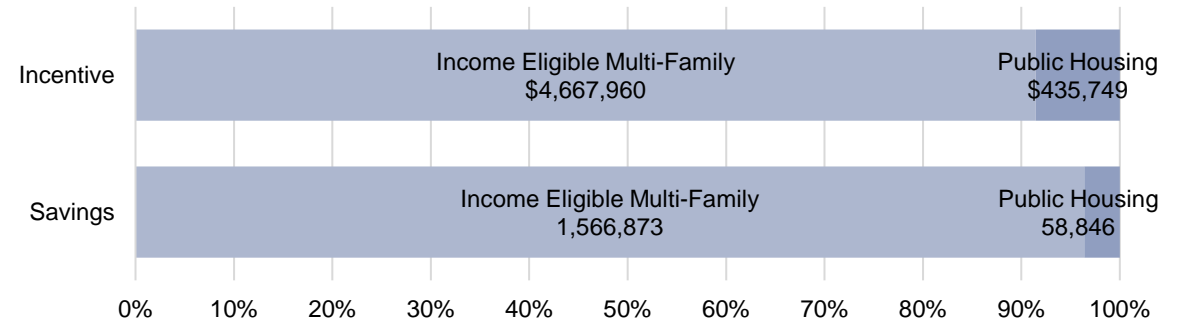 Incentive
Income Eligible Multi-Family
$4,667,960
Public Housing
$435,749
Savings
Income Eligible Multi-Family
1,566,873
Public Housing
58,846
0% 10% 20% 30% 40% 50% 60% 70% 80% 90% 100%